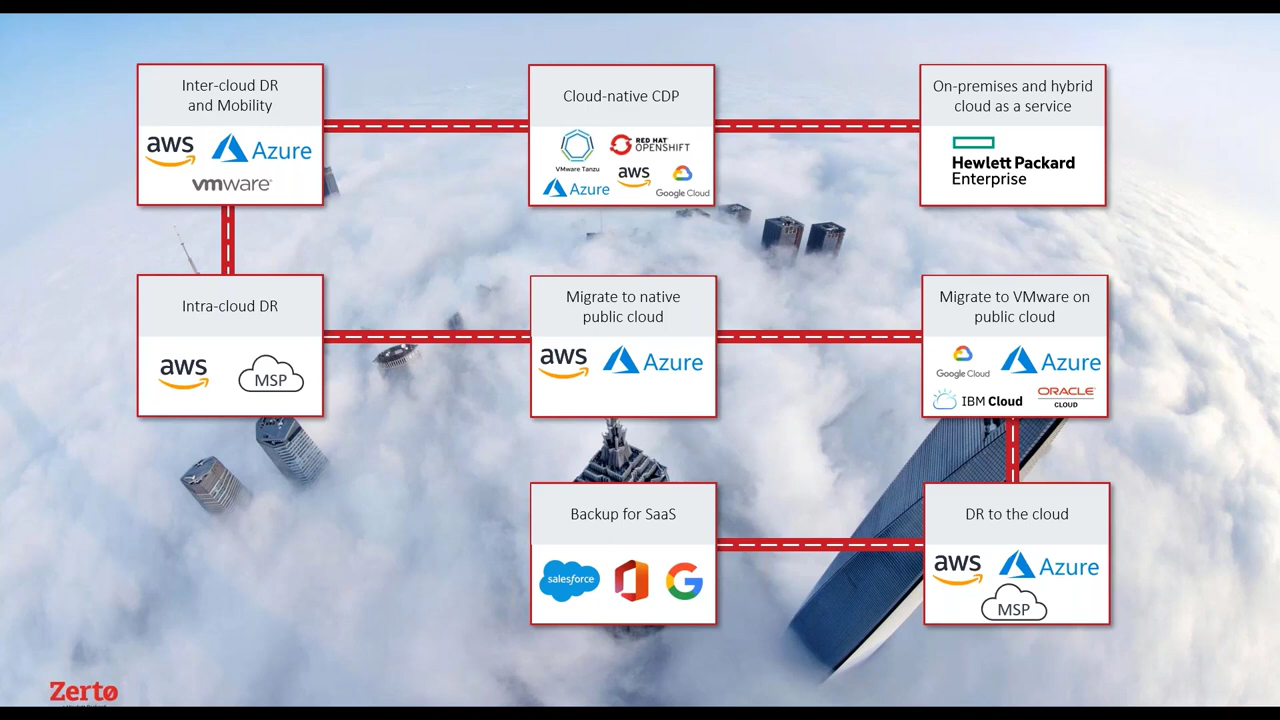 Inter-cloud DR
and Mobility
aws
Azure
vmware®
Cloud-native CDP
VMware Tanzu
RED HAT®
OPENSHIFT
Azure
aws
Google Cloud
On-premises and hybrid
cloud as a service
Hewlett Packard
Enterprise
Intra-cloud DR
aws
MSP
Migrate to native
public cloud
aws
Azure
Migrate to VMware on
public cloud
Google Cloud
Azure
IBM Cloud
ORACLE®
CLOUD
Backup for SaaS
salesforce
DR to the cloud
aws
Azure
MSP
Zerto